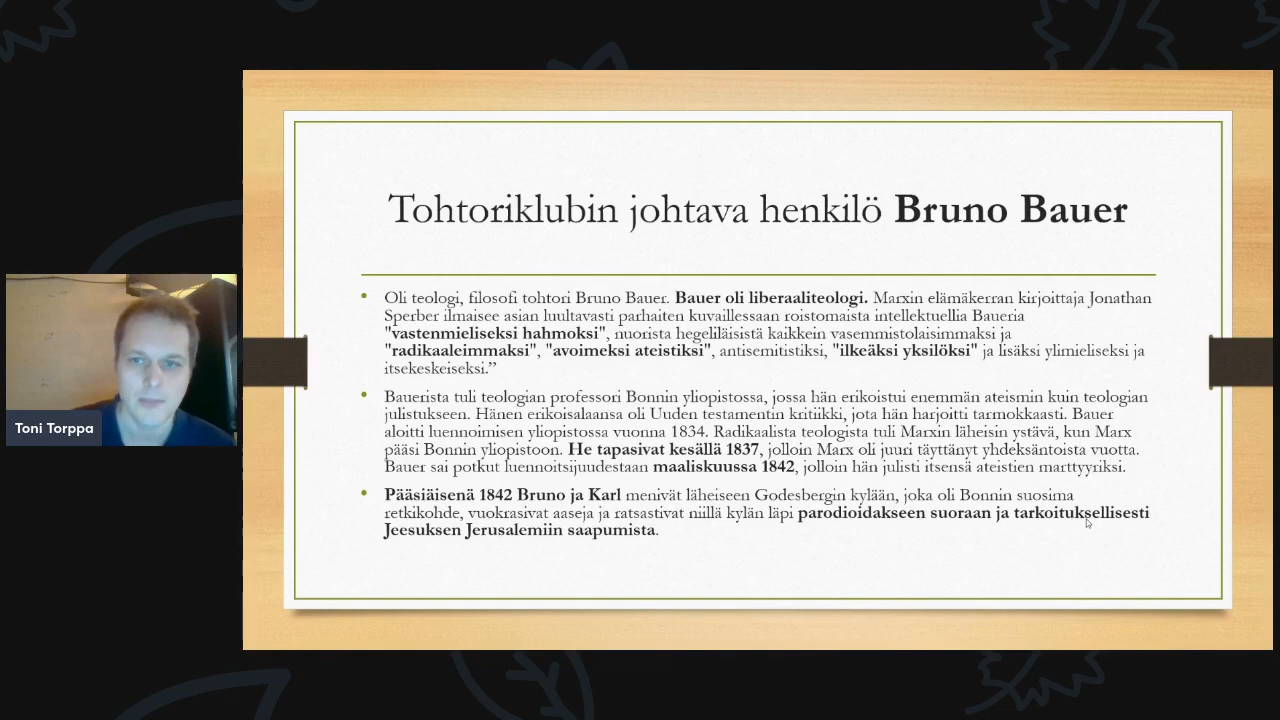 Tohtoriklubin johtava henkilö Bruno Bauer
Oli teologi, filosofi tohtori Bruno Bauer. Bauer oli liberaaliteologi. Marxin elämäkerran kirjoittaja Jonathan
Sperber ilmaisee asian luultavasti parhaiten kuvaillessaan roistomaista intellektuellia Baueria
"vastenmieliseksi hahmoksi", nuorista hegeliläisistä kaikkein vasemmistolaisimmaksi ja
"radikaaleimmaksi", "avoimeksi ateistiksi", antisemitistiksi, "ilkeäksi yksilöksi" ja lisäksi ylimieliseksi ja
itsekeskeiseksi.”
Bauerista tuli teologian professori Bonnin yliopistossa, jossa hän erikoistui enemmän ateismin kuin teologian
julistukseen. Hänen erikoisalaansa oli Uuden testamentin kritiikki, jota hän harjoitti tarmokkaasti. Bauer
aloitti luennoimisen yliopistossa vuonna 1834. Radikaalista teologista tuli Marxin läheisin ystävä, kun Marx
pääsi Bonnin yliopistoon. He tapasivat kesällä 1837, jolloin Marx oli juuri täyttänyt yhdeksäntoista vuotta.
Bauer sai potkut luennoitsijuudestaan maaliskuussa 1842, jolloin hän julisti itsensä ateistien marttyyriksi.
Pääsiäisenä 1842 Bruno ja Karl menivät läheiseen Godesbergin kylään, joka oli Bonnin suosima
retkikohde, vuokrasivat aaseja ja ratsastivat niillä kylän läpi parodioidakseen suoraan ja tarkoituksellisesti
Jeesuksen Jerusalemiin saapumista.
Toni Torppa